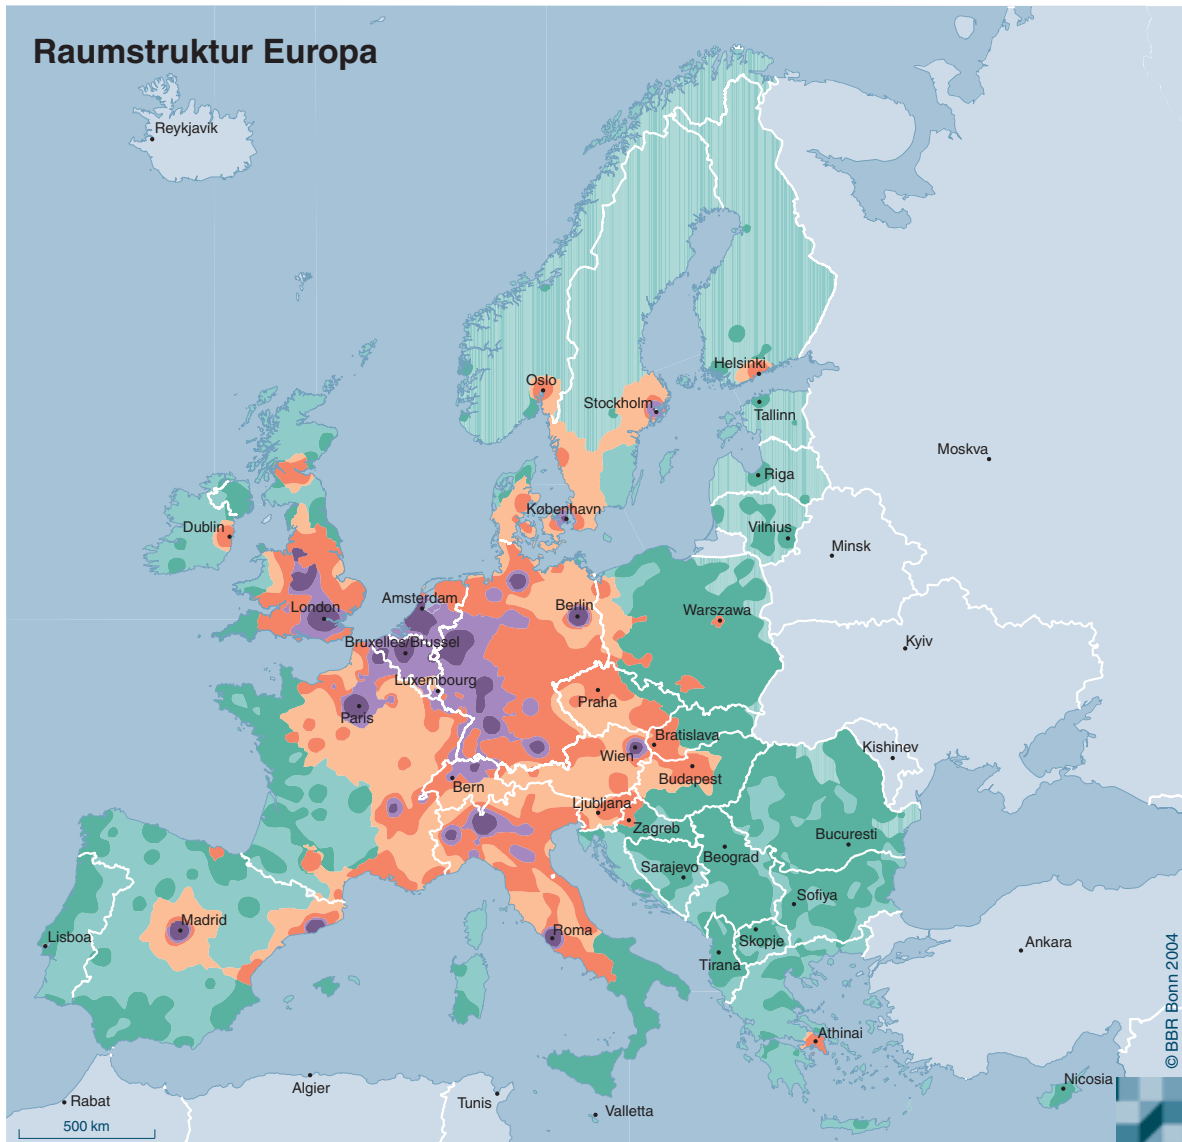 Raumstruktur Europa
Reykjavik
Oslo
Helsinki
Stockholm
Tallinn
Moskva
Riga
København
Dublin
Vilnius
Minsk
Amsterdam
London
Berlin
Warszawa
Bruxelles/Brussel
Kyiv
Luxembourg
Praha
Paris
Bratislava
Wien
Kishinev
Budapest
Bern
Ljubljana
Zagreb
Bucuresti
Beograd
Sarajevo
Sofiya
Madrid
Roma
Lisboa
Skopje
Ankara
Tirana
Athinai
Nicosia
Algier
Rabat
Tunis
Valletta
500 km
© BBR Bonn 2004